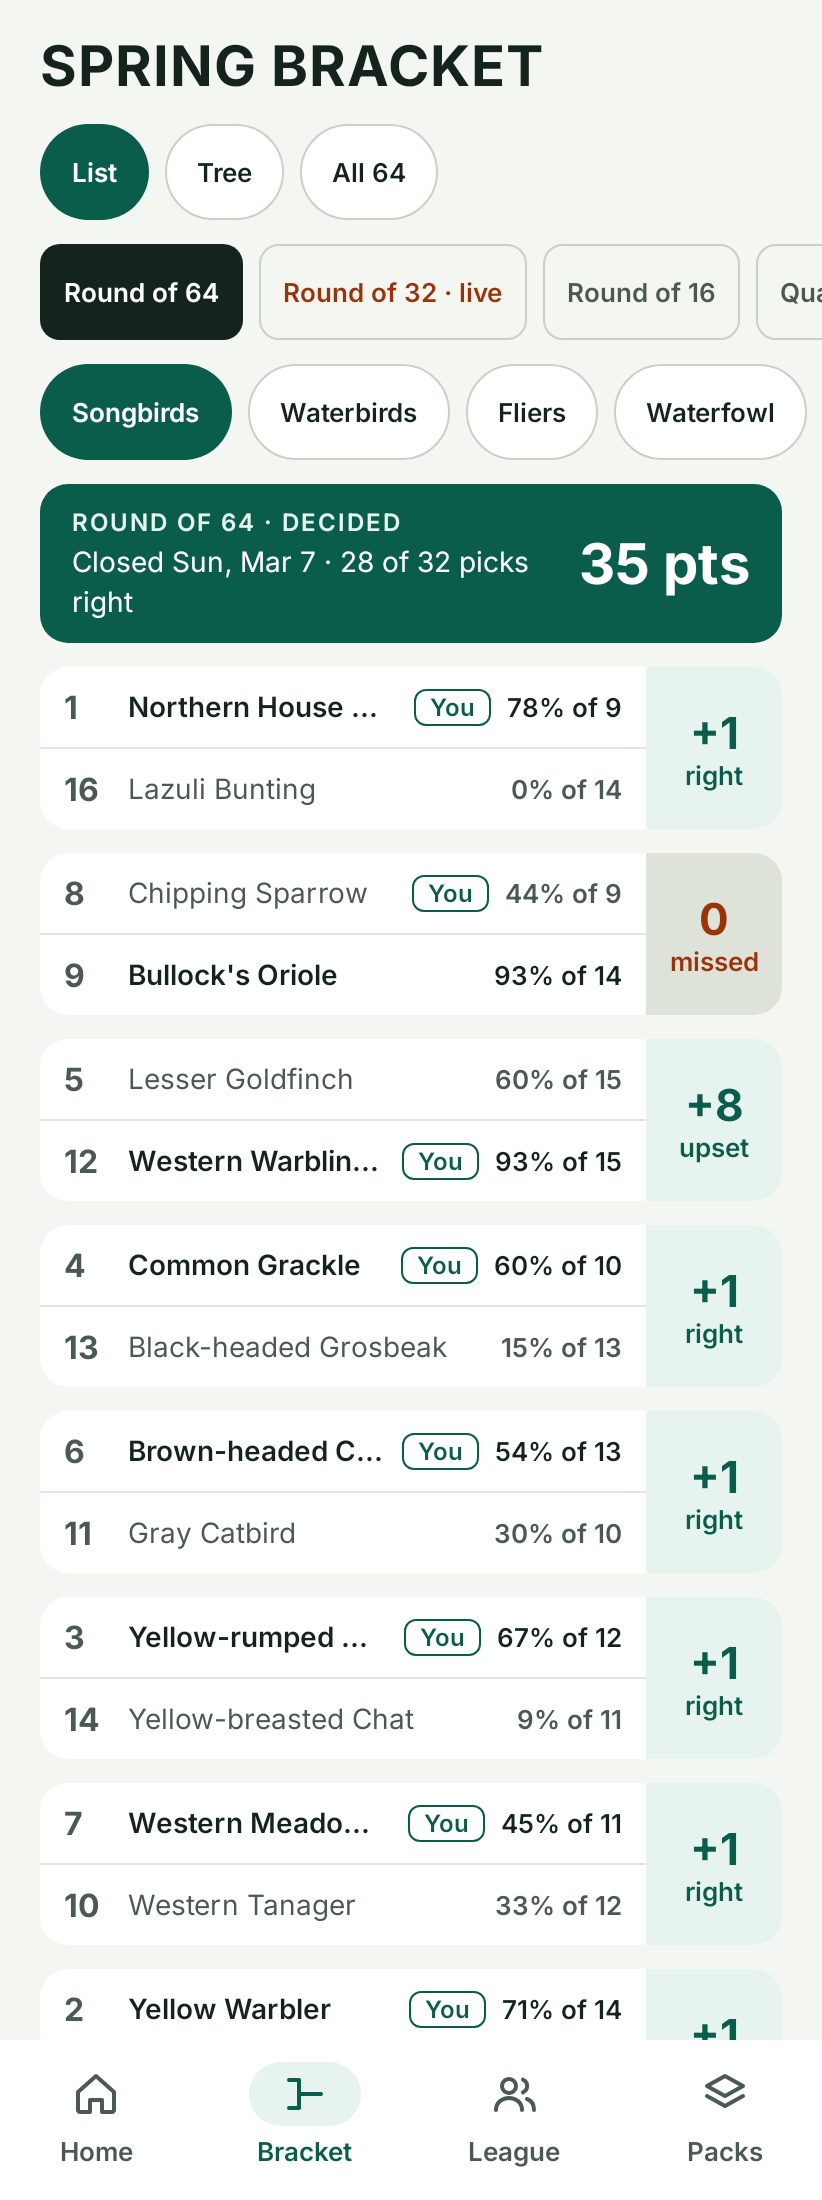 SPRING BRACKET
List Tree All 64
Round of 64 Round of 32 · live Round of 16 Qua
Songbirds Waterbirds Fliers Waterfowl
ROUND OF 64 · DECIDED
Closed Sun, Mar 7 · 28 of 32 picks
right
35 pts
1 Northern House ... You 78% of 9
16 Lazuli Bunting 0% of 14
+1
right
8 Chipping Sparrow You 44% of 9
9 Bullock's Oriole 93% of 14
0
missed
5 Lesser Goldfinch 60% of 15
12 Western Warblin... You 93% of 15
+8
upset
4 Common Grackle You 60% of 10
13 Black-headed Grosbeak 15% of 13
+1
right
6 Brown-headed C... You 54% of 13
11 Gray Catbird 30% of 10
+1
right
3 Yellow-rumped ... You 67% of 12
14 Yellow-breasted Chat 9% of 11
+1
right
7 Western Meado... You 45% of 11
10 Western Tanager 33% of 12
+1
right
2 Yellow Warbler You 71% of 14
+1
Home Bracket League Packs